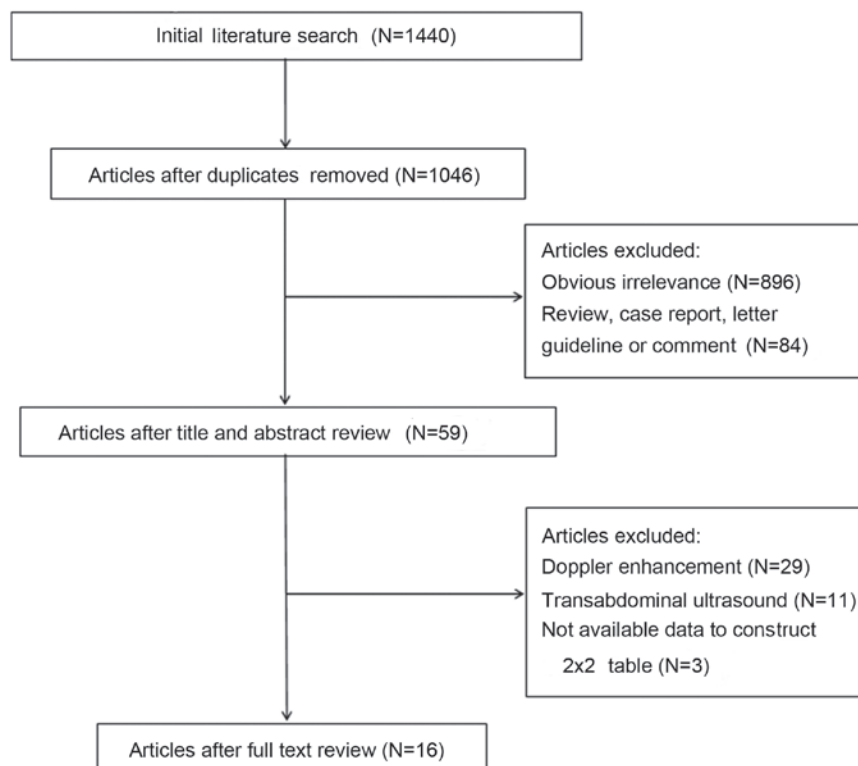 Initial literature search (N=1440)
Articles after duplicates removed (N=1046)
Articles excluded:
Obvious irrelevance (N=896)
Review, case report, letter
guideline or comment (N=84)
Articles after title and abstract review (N=59)
Articles excluded:
Doppler enhancement (N=29)
Transabdominal ultrasound (N=11)
Not available data to construct
2x2 table (N=3)
Articles after full text review (N=16)